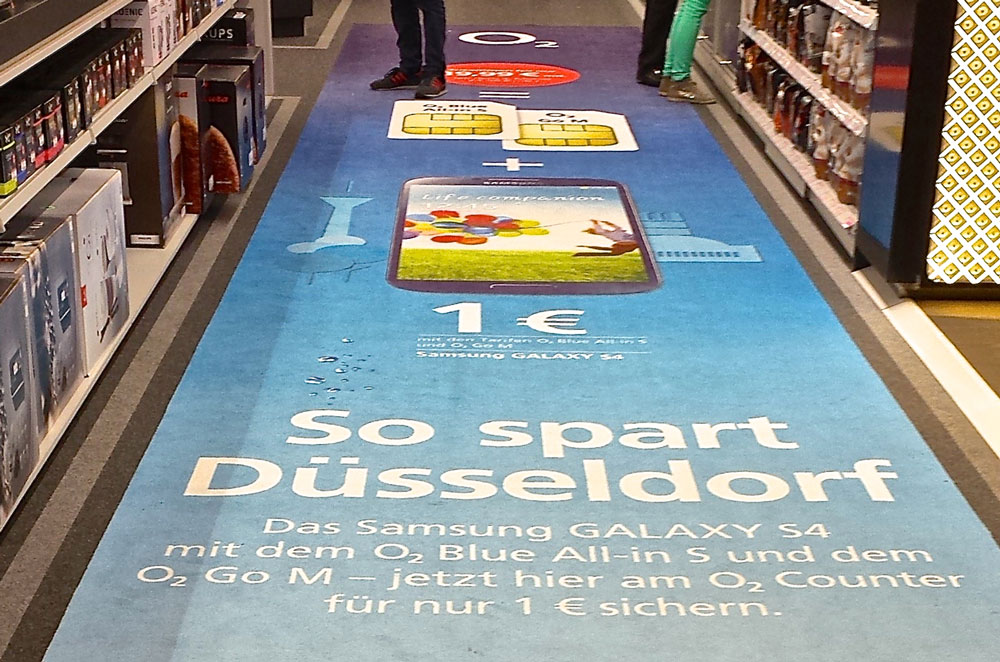 O₂
99,99 €
O₂ Blue
All-in S
O₂
Go M
SAMSUNG
Life companion
1 €
mit den Tarifen O₂ Blue All-in S
und O₂ Go M
Samsung GALAXY S4
So spart
Düsseldorf
Das Samsung GALAXY S4
mit dem O₂ Blue All-in S und dem
O₂ Go M – jetzt hier am O₂ Counter
für nur 1 € sichern.